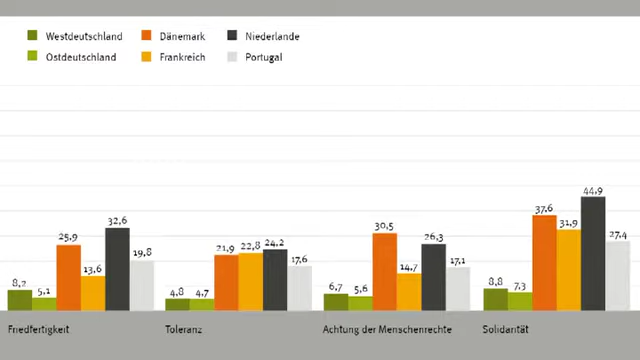 Westdeutschland Dänemark Niederlande
Ostdeutschland Frankreich Portugal
8,2 5,1 25,9 13,6 32,6 19,8
4,8 4,7 21,9 22,8 24,2 17,6
6,7 5,6 30,5 14,7 26,3 17,1
8,8 7,3 37,6 31,9 44,9 27,4
Friedfertigkeit Toleranz Achtung der Menschenrechte Solidarität